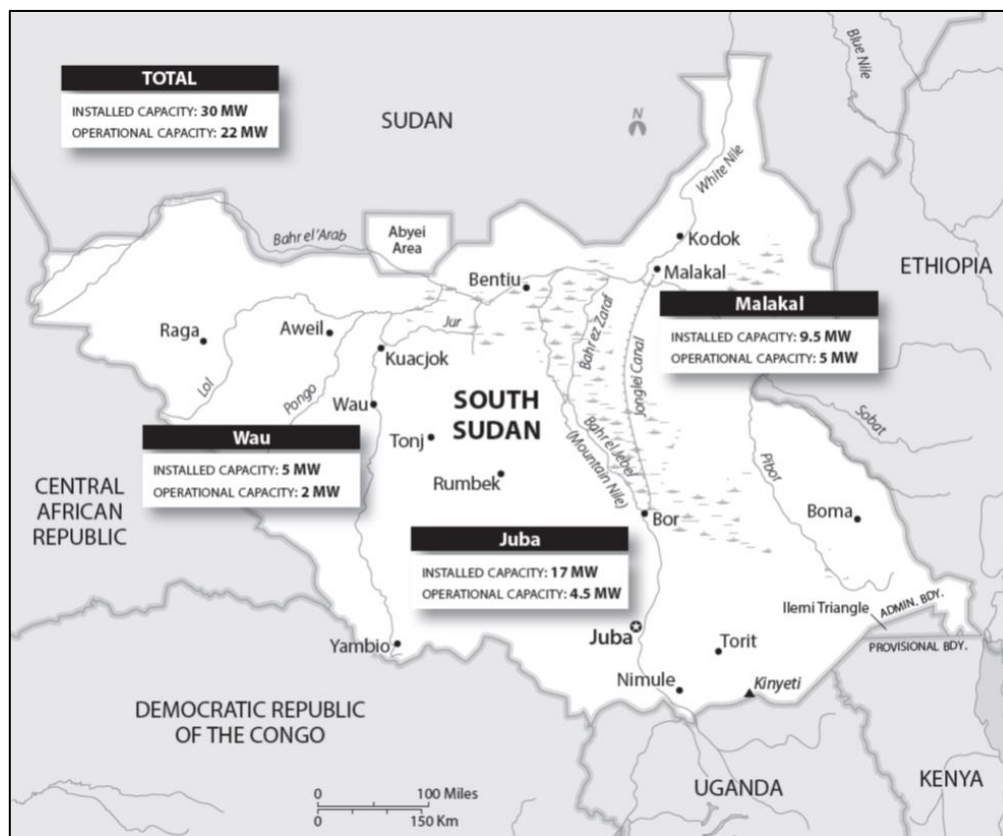 TOTAL
INSTALLED CAPACITY: 30 MW
OPERATIONAL CAPACITY: 22 MW
SUDAN
N
Blue Nile
White Nile
Bahr el 'Arab
Abyei
Area
Kodok
Malakal
ETHIOPIA
Bentiu
Malakal
INSTALLED CAPACITY: 9.5 MW
OPERATIONAL CAPACITY: 5 MW
Raga
Aweil
Jur
Bahr ez Zaraf
Jonglei Canal
Kuacjok
Lol
Pongo
Wau
SOUTH
SUDAN
Sobat
Tonj
Wau
INSTALLED CAPACITY: 5 MW
OPERATIONAL CAPACITY: 2 MW
Bahr el Jebel
(Mountain Nile)
Pibor
Rumbek
CENTRAL
AFRICAN
REPUBLIC
Bor
Boma
Juba
INSTALLED CAPACITY: 17 MW
OPERATIONAL CAPACITY: 4.5 MW
Ilemi Triangle
ADMIN. BDY.
PROVISIONAL BDY.
Juba
Yambio
Torit
Nimule
Kinyeti
DEMOCRATIC REPUBLIC
OF THE CONGO
UGANDA
KENYA
0 100 Miles
0 150 Km